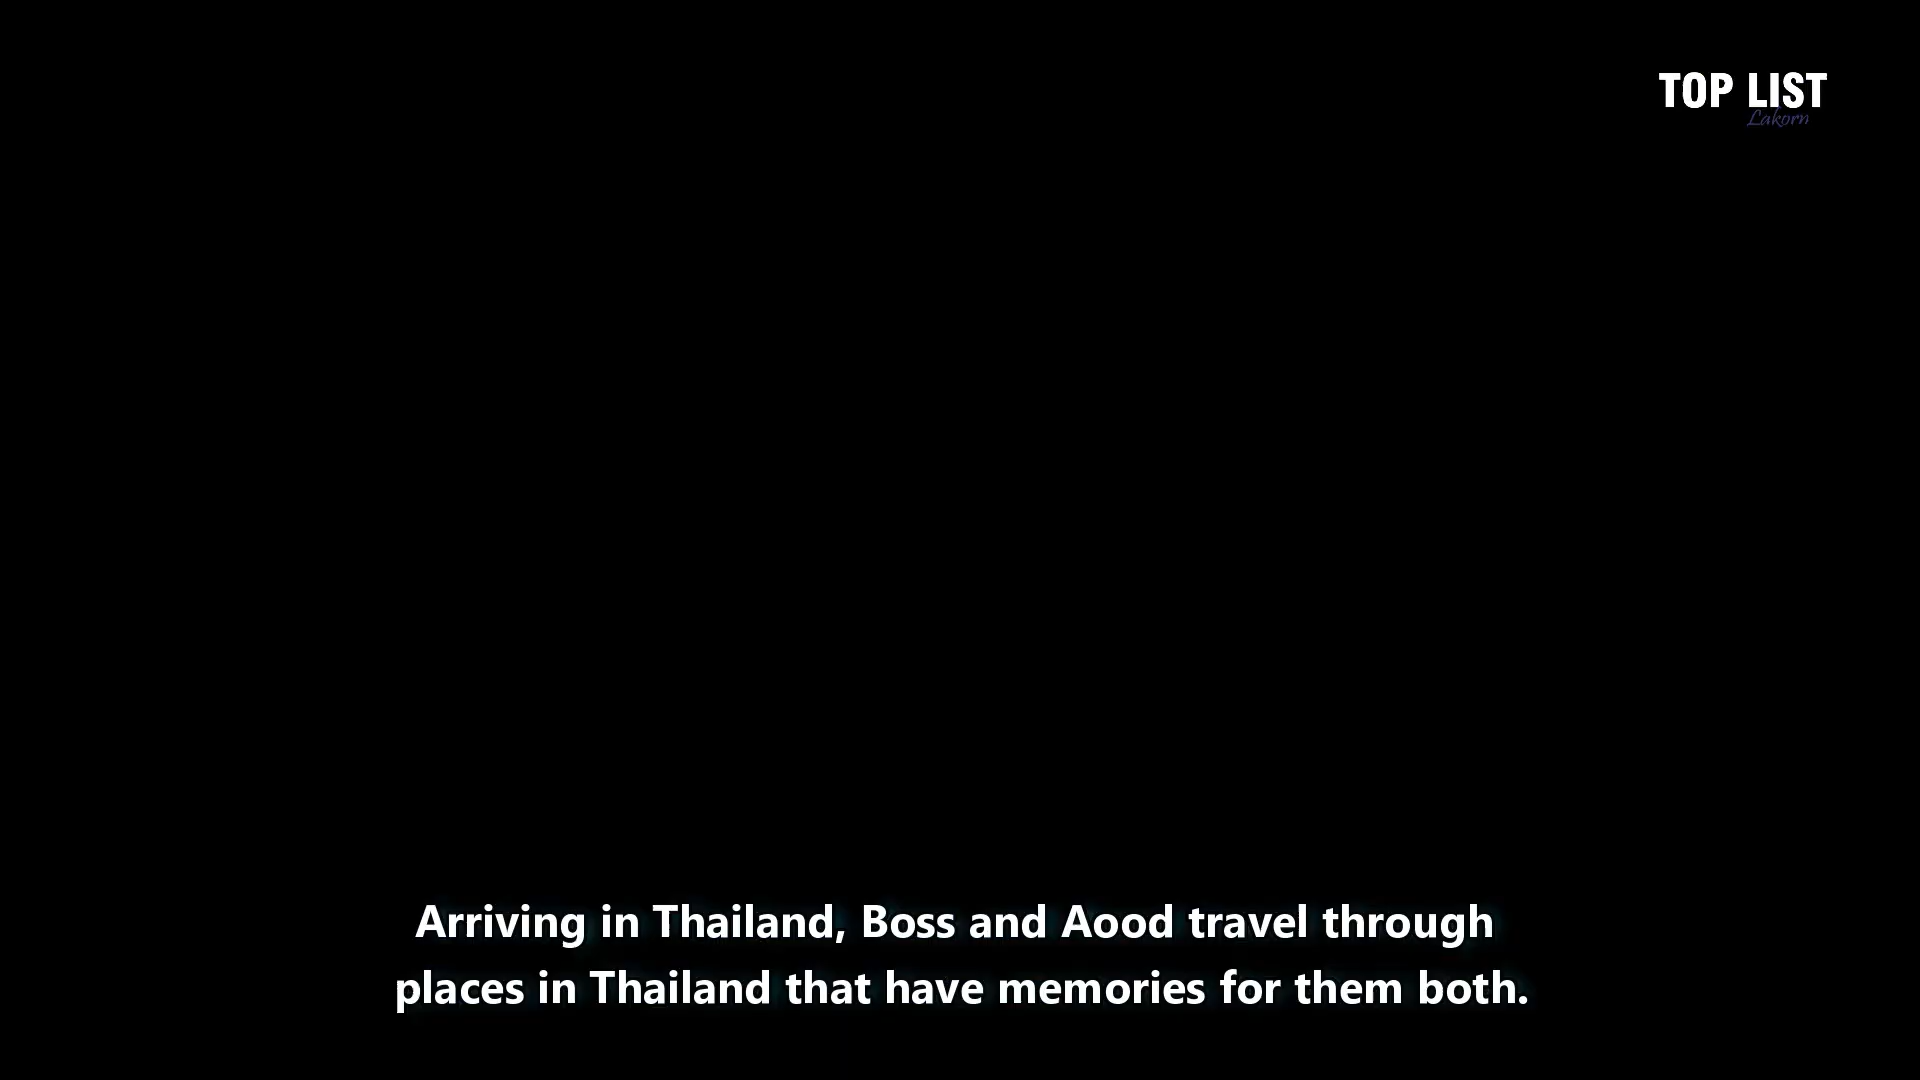 TOP LIST
Lakorn
Arriving in Thailand, Boss and Aood travel through
places in Thailand that have memories for them both.